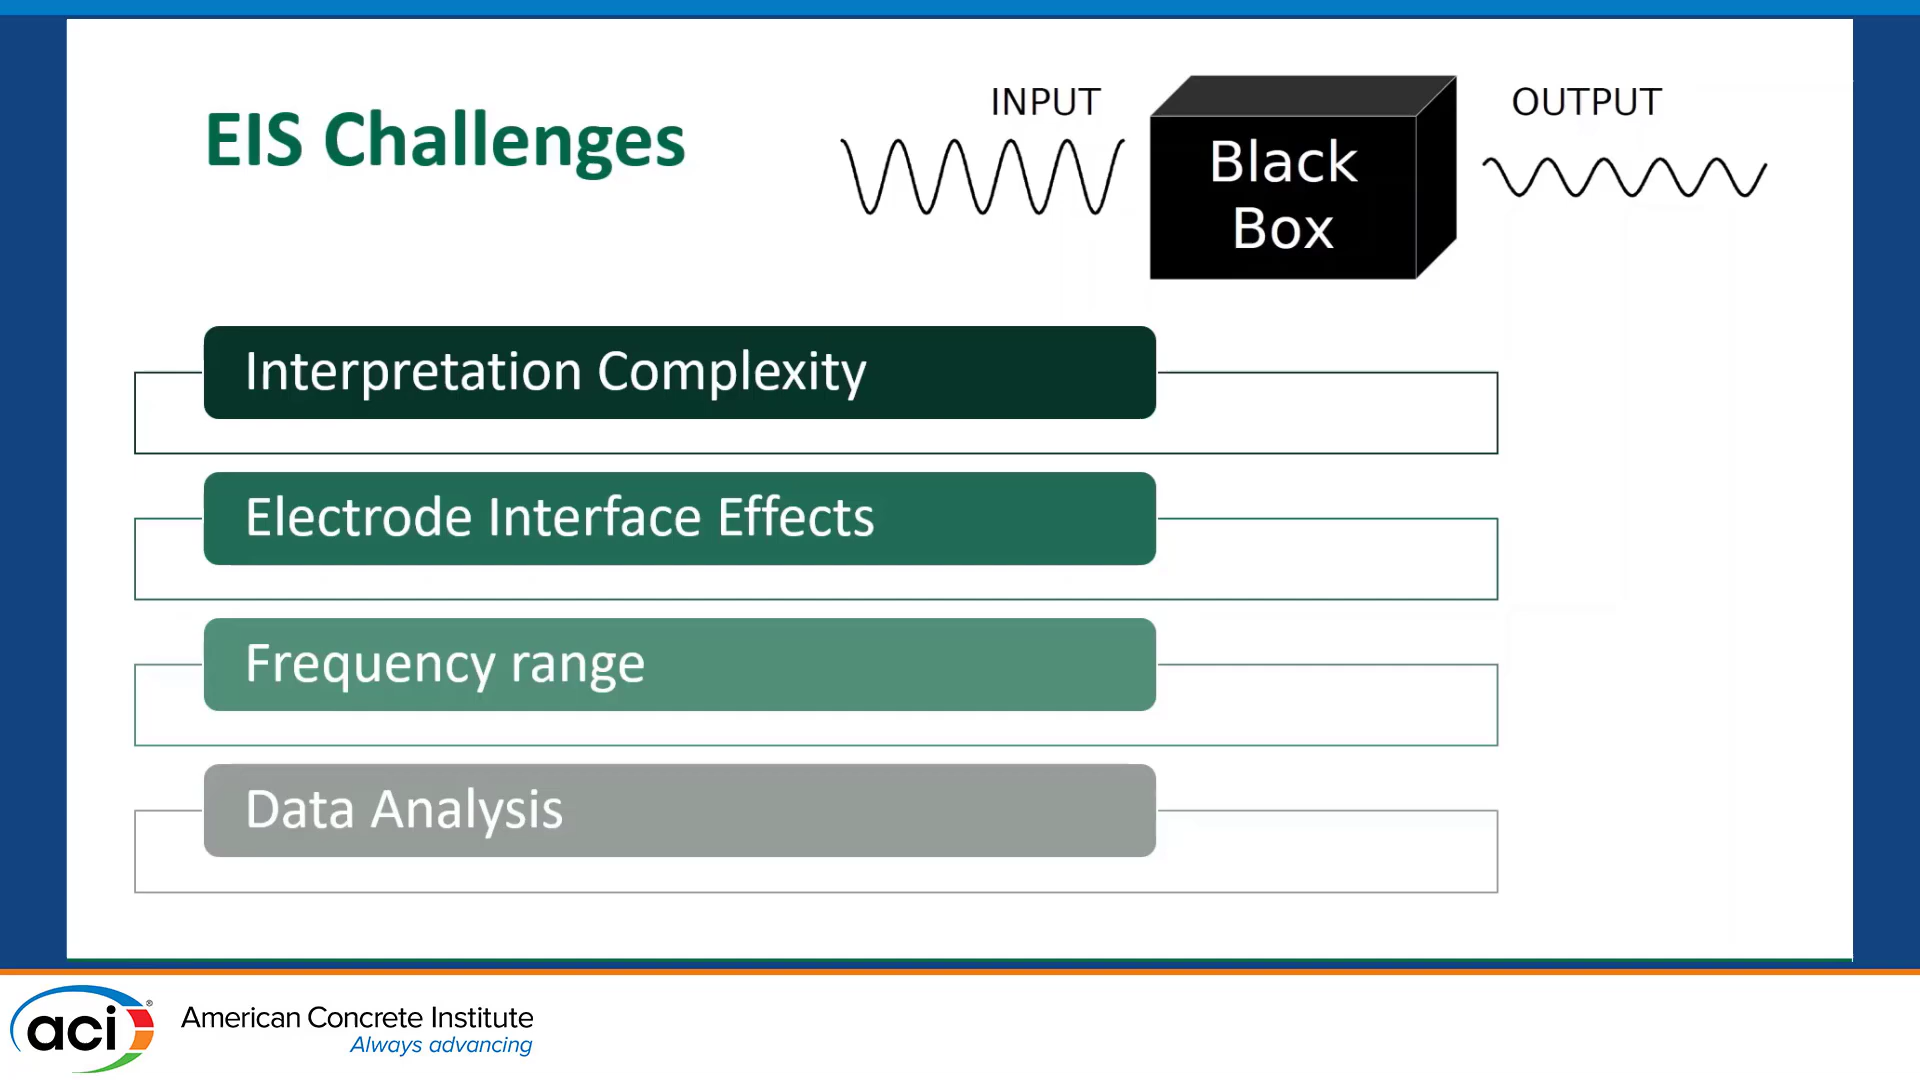 EIS Challenges
INPUT
Black
Box
OUTPUT
Interpretation Complexity
Electrode Interface Effects
Frequency range
Data Analysis
aci®
American Concrete Institute
Always advancing